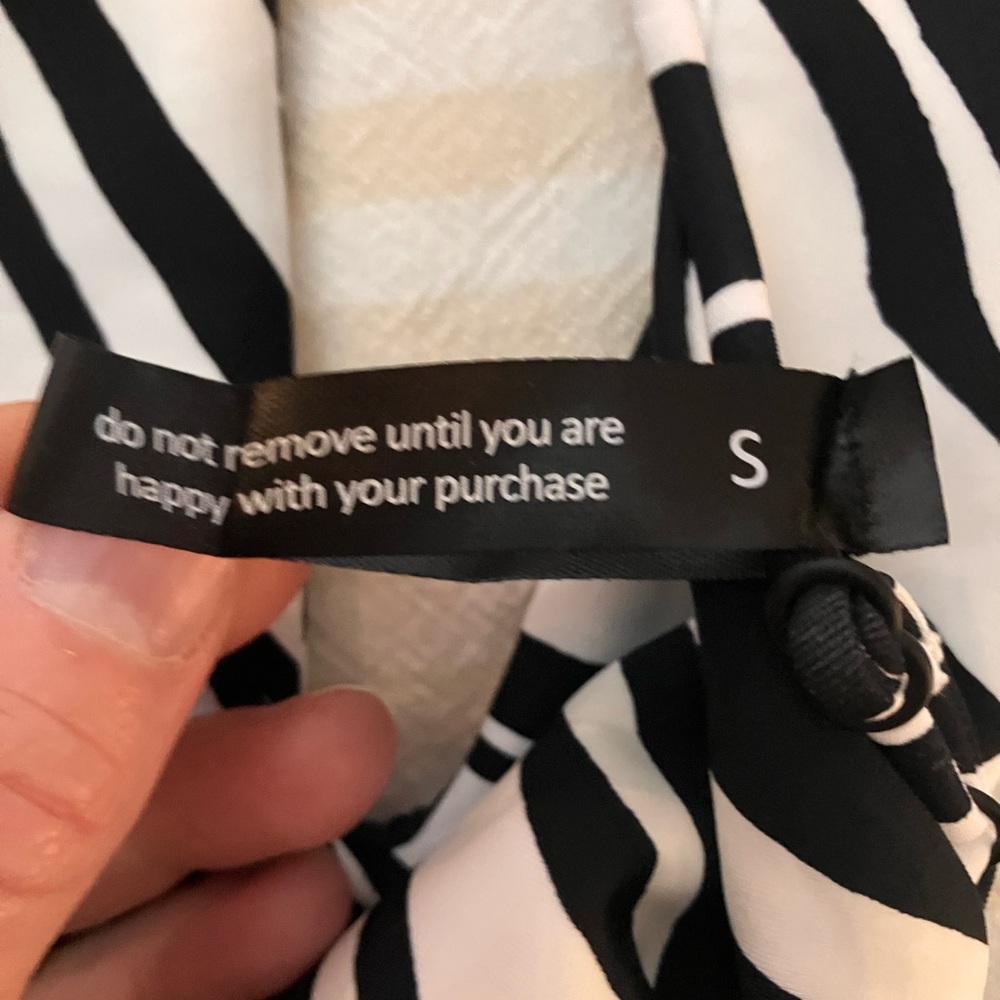 do not remove until you are
happy with your purchase
S